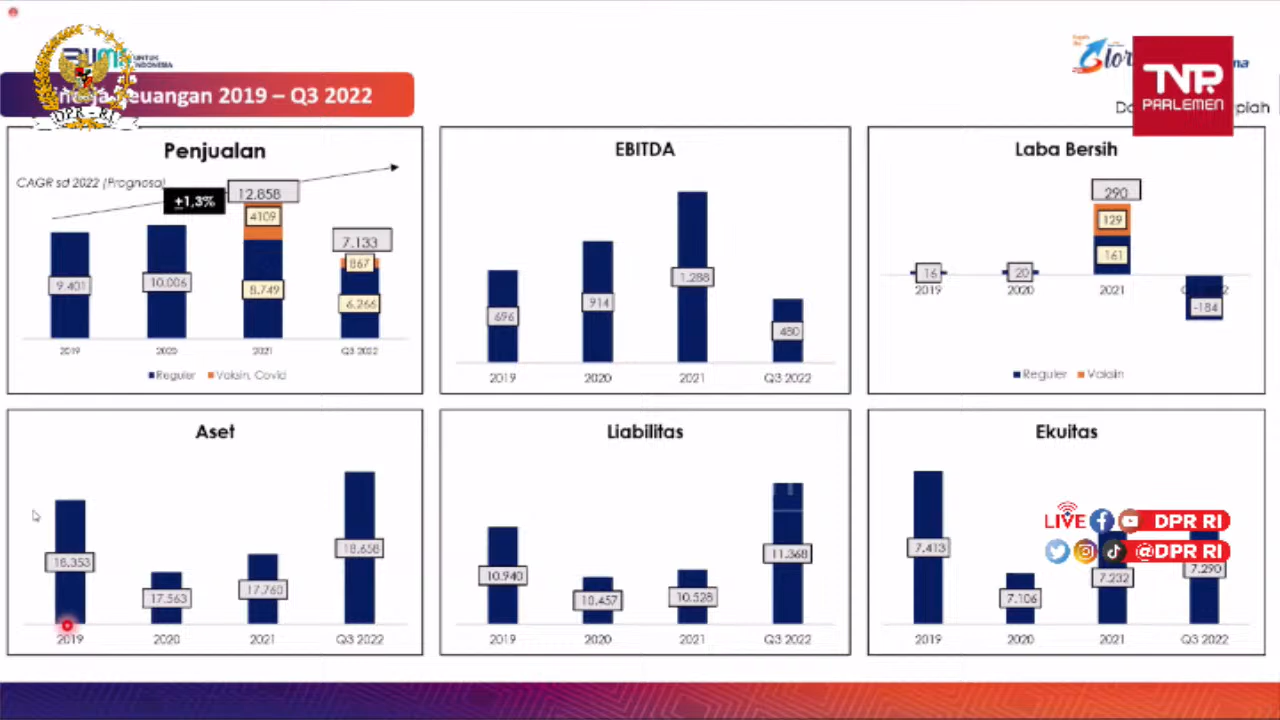 UNTUK
INDONESIA
Keuangan 2019 – Q3 2022
DPR - RI
TVR
PARLEMEN
Penjualan
CAGR sd 2022 (Prognosa)
±1,3%
12.858
4109
7.133
867
9.401
10.006
8.749
6.266
2019
2020
2021
Q3 2022
Reguler
Vaksin, Covid
EBITDA
696
914
1.288
480
2019
2020
2021
Q3 2022
Laba Bersih
290
129
161
16
20
-184
2019
2020
2021
Reguler
Vaksin
Aset
18.353
17.563
17.760
18.658
2019
2020
2021
Q3 2022
Liabilitas
10.940
10.457
10.528
11.368
2019
2020
2021
Q3 2022
Ekuitas
7.413
7.106
7.232
7.290
2019
2020
2021
Q3 2022
LIVE DPR RI
@DPR RI